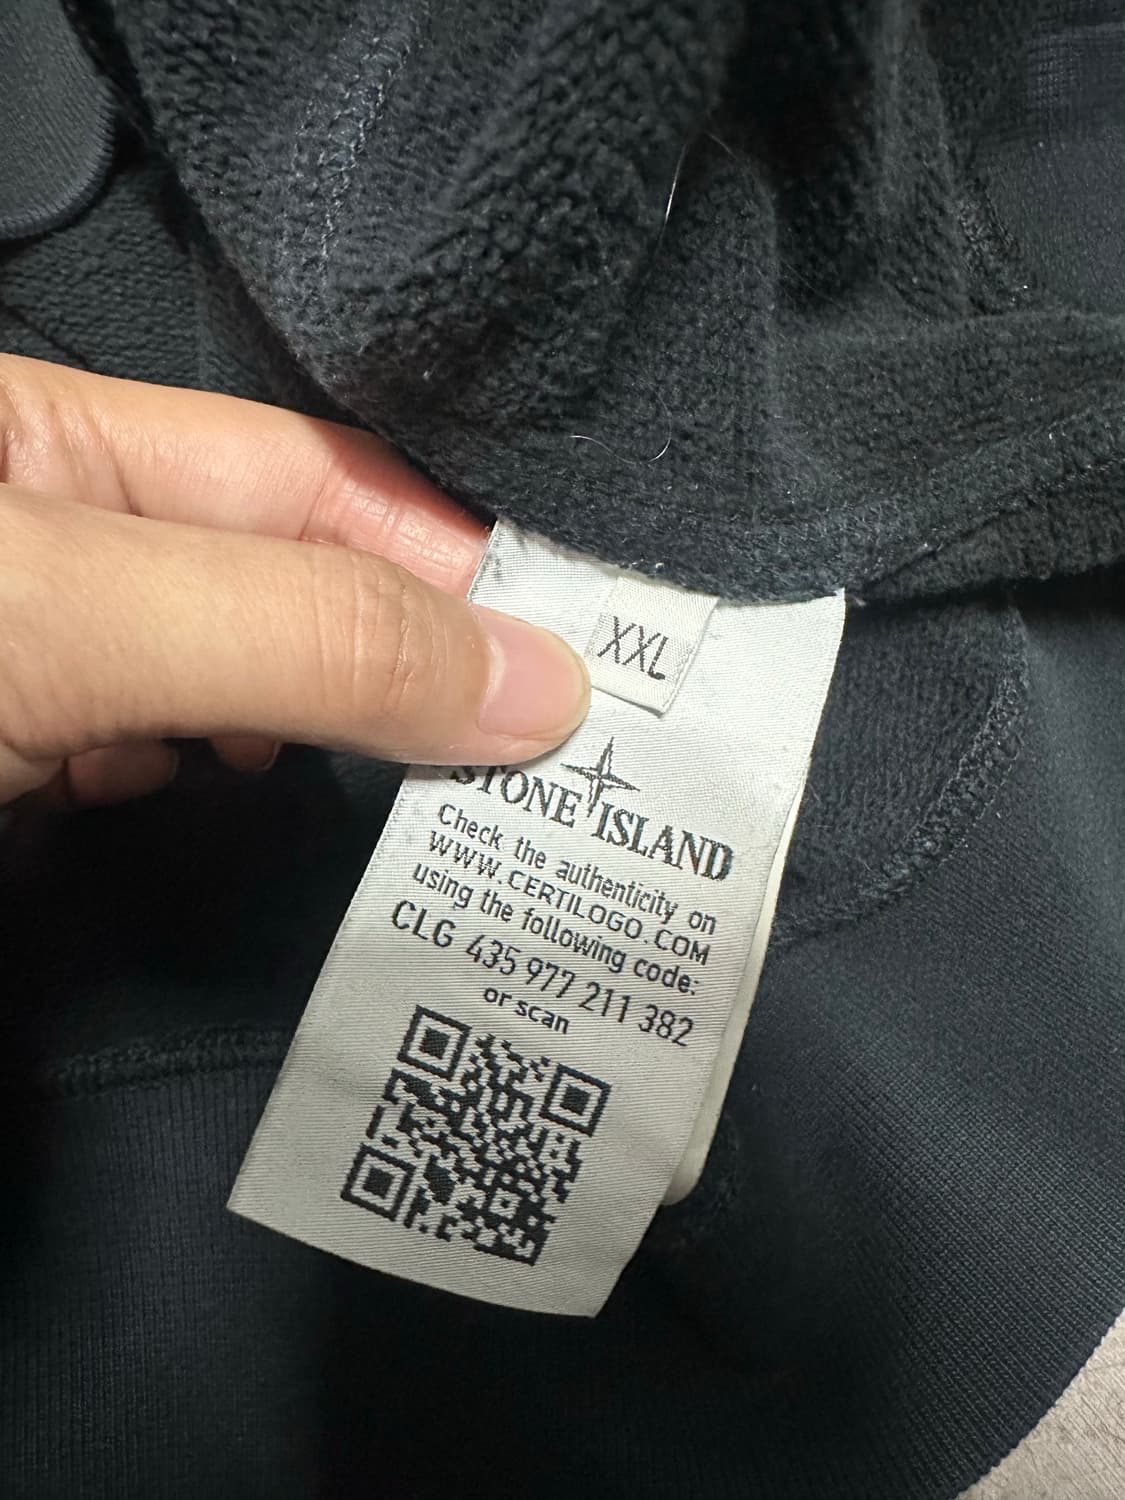 XXL
STONE ISLAND
Check the authenticity on
WWW.CERTILOGO.COM
using the following code:
CLG 435 977 211 382
or scan